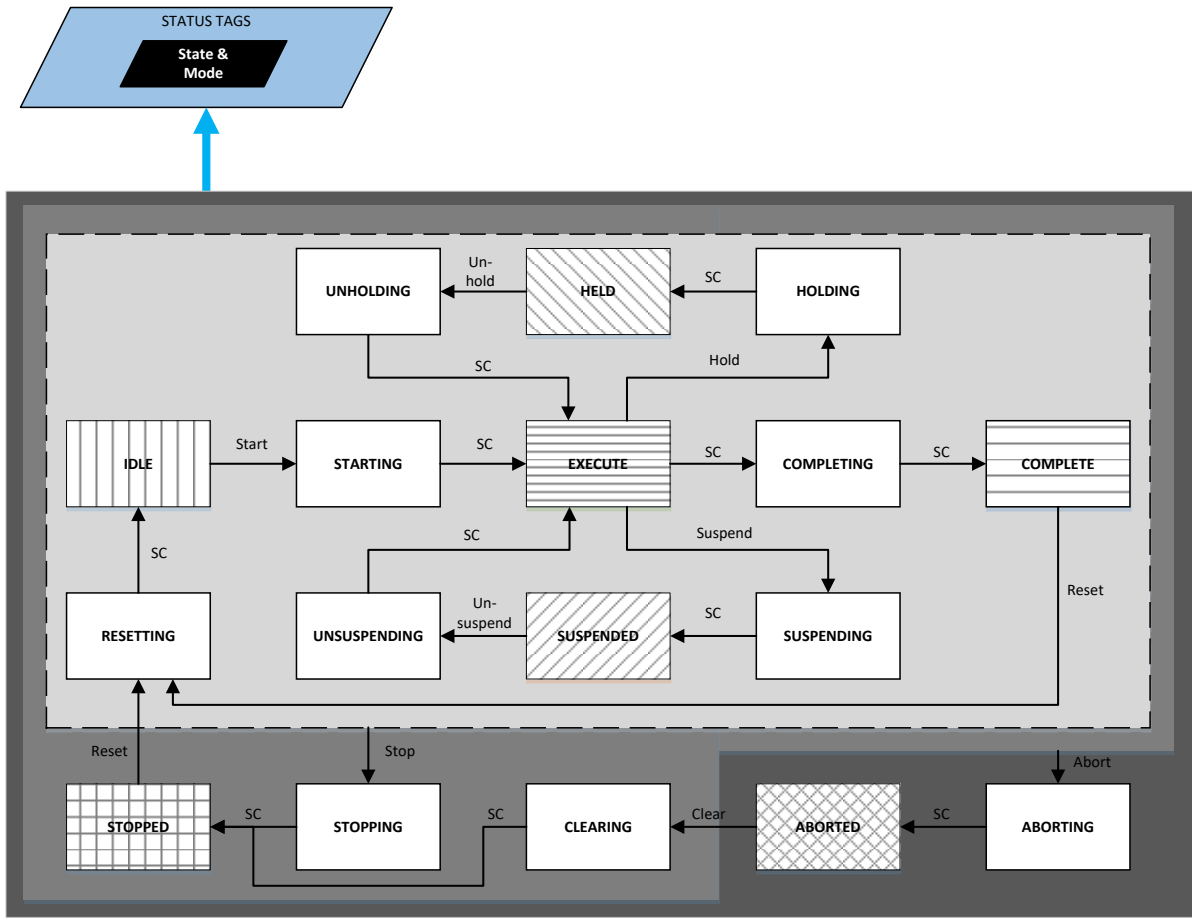 STATUS TAGS
State &
Mode
UNHOLDING
Un-
hold
HELD
SC
HOLDING
SC
Hold
IDLE
Start
STARTING
SC
EXECUTE
SC
COMPLETING
SC
COMPLETE
SC
SC
Suspend
Reset
RESETTING
UNSUSPENDING
Un-
suspend
SUSPENDED
SC
SUSPENDING
Reset
Stop
Abort
STOPPED
SC
STOPPING
SC
CLEARING
Clear
ABORTED
SC
ABORTING